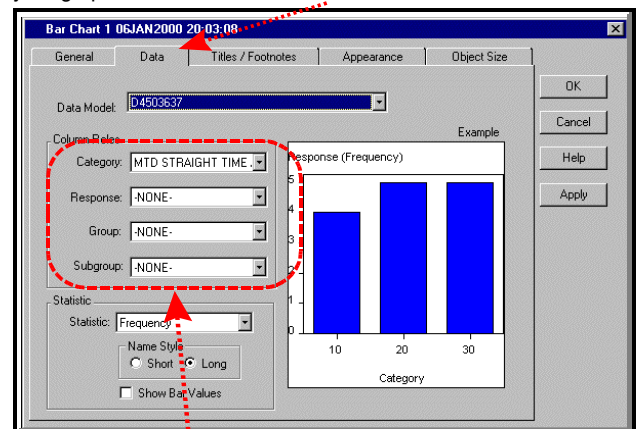 Bar Chart 1 06JAN2000 20:03:08
General Data Titles / Footnotes Appearance Object Size
OK
Cancel
Help
Apply
Data Model: D4503637
Column Roles
Category: MTD STRAIGHT TIME .
Response: -NONE-
Group: -NONE-
Subgroup: -NONE-
Statistic
Statistic: Frequency
Name Style
Short Long
Show Bar Values
Example
Response (Frequency)
5
4
3
2
1
0
10 20 30
Category